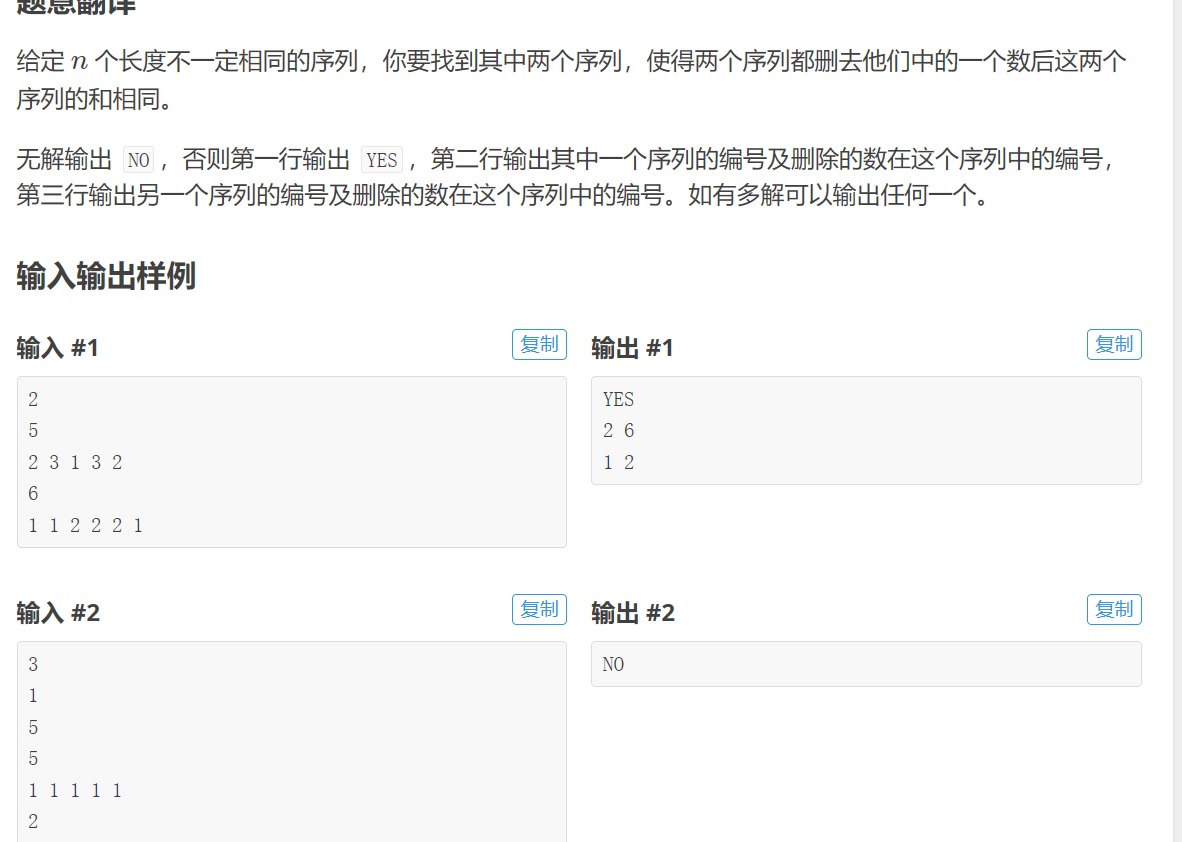 题意翻译
给定 n 个长度不一定相同的序列，你要找到其中两个序列，使得两个序列都删去他们中的一个数后这两个
序列的和相同。
无解输出 NO ，否则第一行输出 YES ，第二行输出其中一个序列的编号及删除的数在这个序列中的编号，
第三行输出另一个序列的编号及删除的数在这个序列中的编号。如有多解可以输出任何一个。
输入输出样例
输入 #1
复制
2
5
2 3 1 3 2
6
1 1 2 2 2 1
输出 #1
复制
YES
2 6
1 2
输入 #2
复制
3
1
5
5
1 1 1 1 1
2
输出 #2
复制
NO